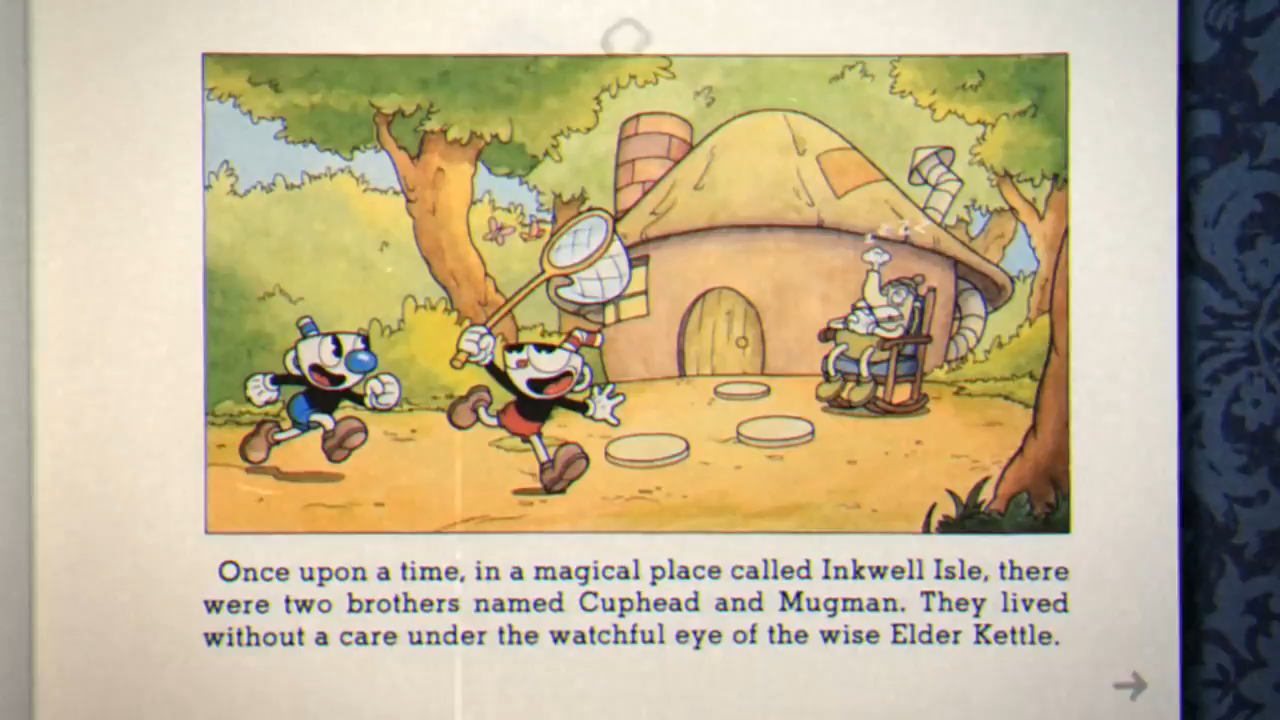 zzzz
Once upon a time, in a magical place called Inkwell Isle, there
were two brothers named Cuphead and Mugman. They lived
without a care under the watchful eye of the wise Elder Kettle.